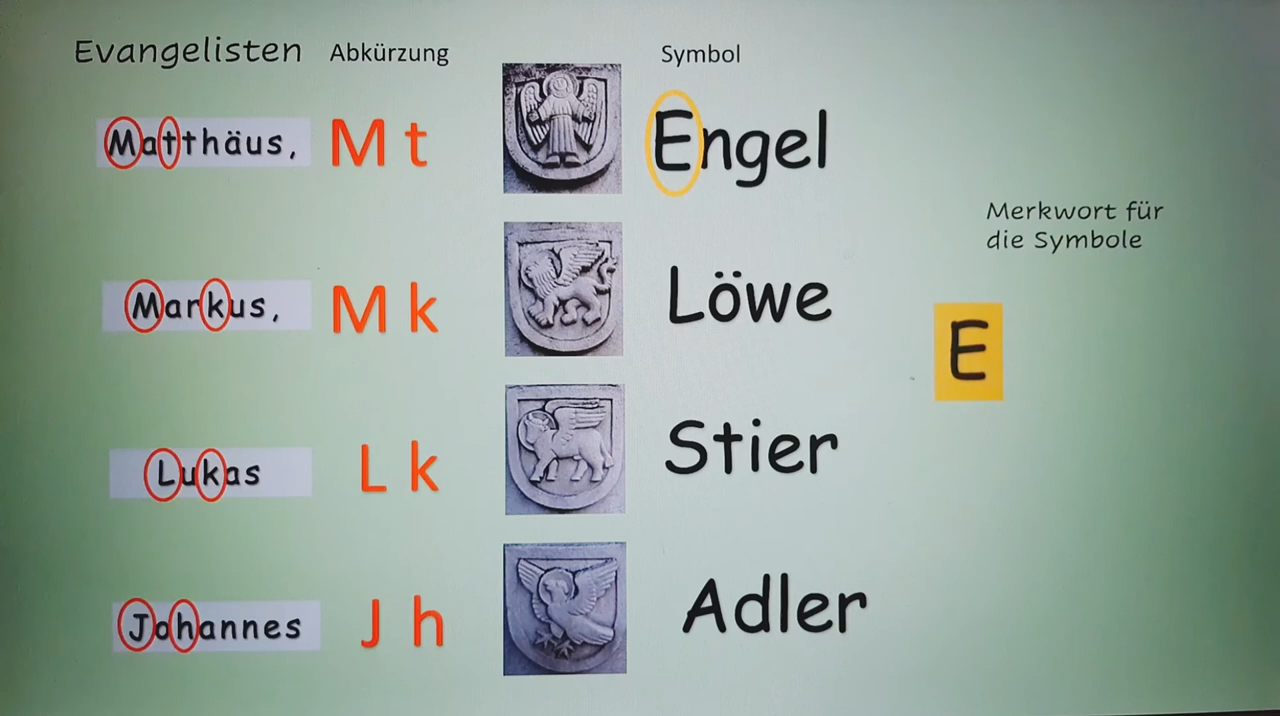 Evangelisten Abkürzung Symbol
Matthäus, M t Engel
Merkwort für
die Symbole
Markus, M k Löwe
E
Lukas L k Stier
Johannes J h Adler